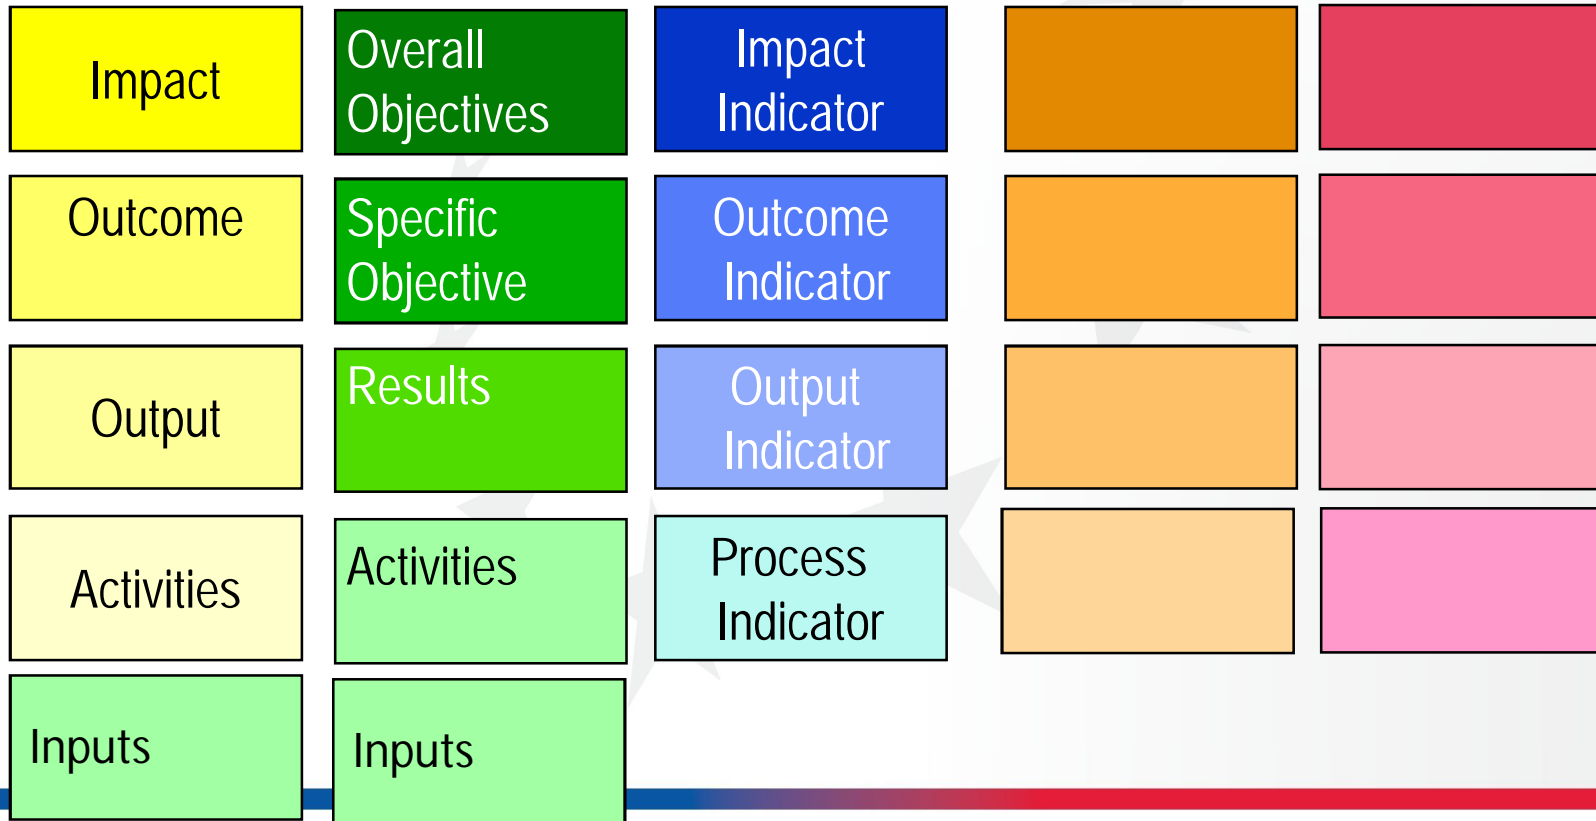 Impact
Overall
Objectives
Impact
Indicator
Outcome
Specific
Objective
Outcome
Indicator
Output
Results
Output
Indicator
Activities
Activities
Process
Indicator
Inputs
Inputs